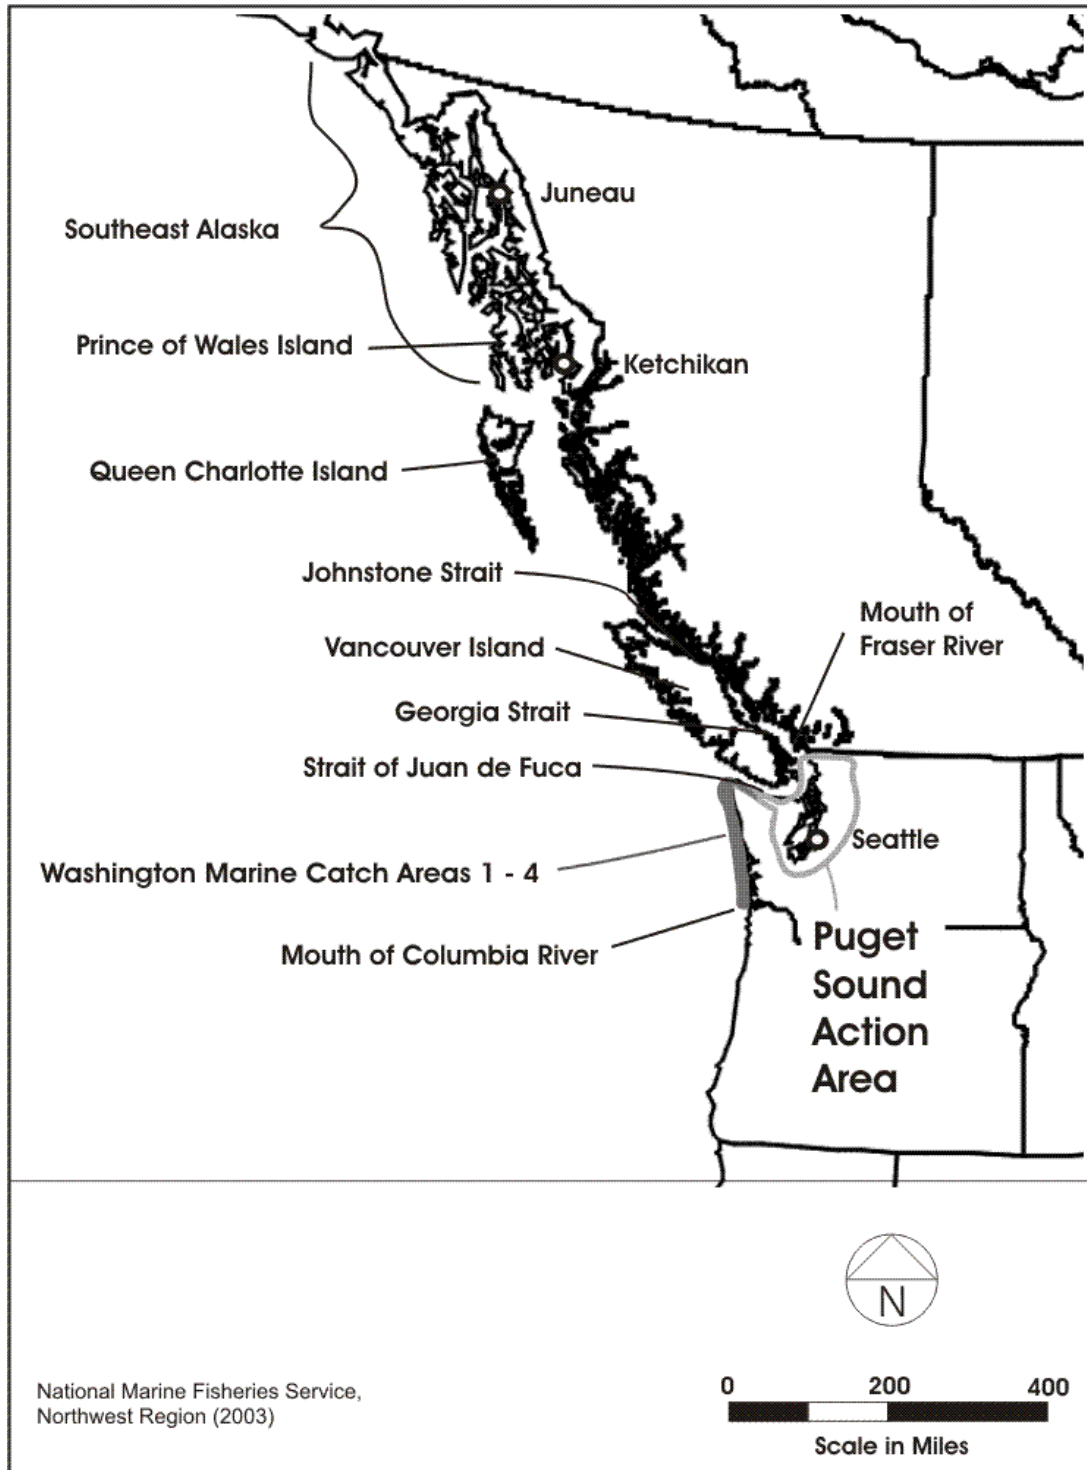 Juneau
Southeast Alaska
Prince of Wales Island
Ketchikan
Queen Charlotte Island
Johnstone Strait
Mouth of
Fraser River
Vancouver Island
Georgia Strait
Strait of Juan de Fuca
Seattle
Washington Marine Catch Areas 1 - 4
Puget
Sound
Action
Area
Mouth of Columbia River
N
National Marine Fisheries Service,
Northwest Region (2003)
0 200 400
Scale in Miles